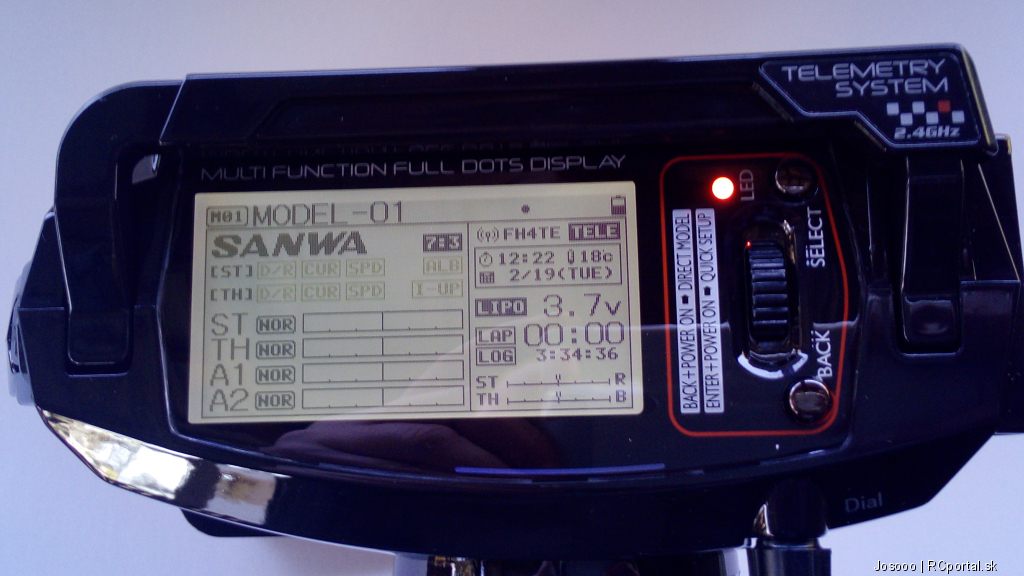 TELEMETRY
SYSTEM
2.4GHz
MULTI FUNCTION FULL DOTS DISPLAY
M01 MODEL-01
SANWA 7:3
[ST] D/R CUR SPD ALB
[TH] D/R CUR SPD I-UP
ST NOR
TH NOR
A1 NOR
A2 NOR
FH4TE TELE
12:22 18c
2/19(TUE)
LIPO 3.7v
LAP 00:00
LOG 3:34:36
ST R
TH B
LED
SELECT
BACK
BACK+POWER ON DIRECT MODEL
ENTER+POWER ON QUICK SETUP
Dial
Josooo | RCportal.sk